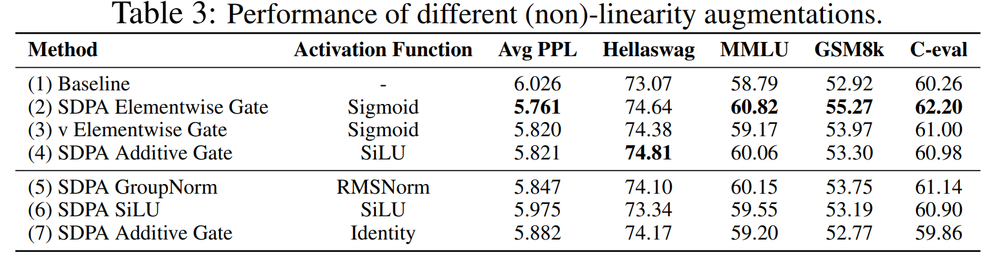 Table 3: Performance of different (non)-linearity augmentations.
Method Activation Function Avg PPL Hellaswag MMLU GSM8k C-eval
(1) Baseline - 6.026 73.07 58.79 52.92 60.26
(2) SDPA Elementwise Gate Sigmoid 5.761 74.64 60.82 55.27 62.20
(3) v Elementwise Gate Sigmoid 5.820 74.38 59.17 53.97 61.00
(4) SDPA Additive Gate SiLU 5.821 74.81 60.06 53.30 60.98
(5) SDPA GroupNorm RMSNorm 5.847 74.10 60.15 53.75 61.14
(6) SDPA SiLU SiLU 5.975 73.34 59.55 53.19 60.90
(7) SDPA Additive Gate Identity 5.882 74.17 59.20 52.77 59.86